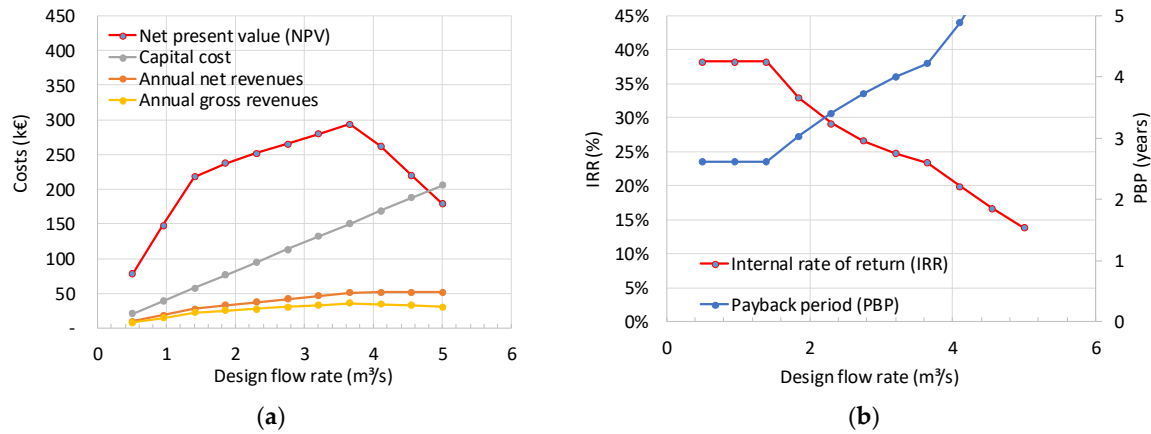 450
400
350
300
250
200
150
100
50
-
Costs (k€)
Net present value (NPV)
Capital cost
Annual net revenues
Annual gross revenues
0 1 2 3 4 5 6
Design flow rate (m³/s)
(a)
45%
40%
35%
30%
25%
20%
15%
10%
5%
0%
IRR (%)
Internal rate of return (IRR)
Payback period (PBP)
5
4
3
2
1
0
PBP (years)
0 2 4 6
Design flow rate (m³/s)
(b)